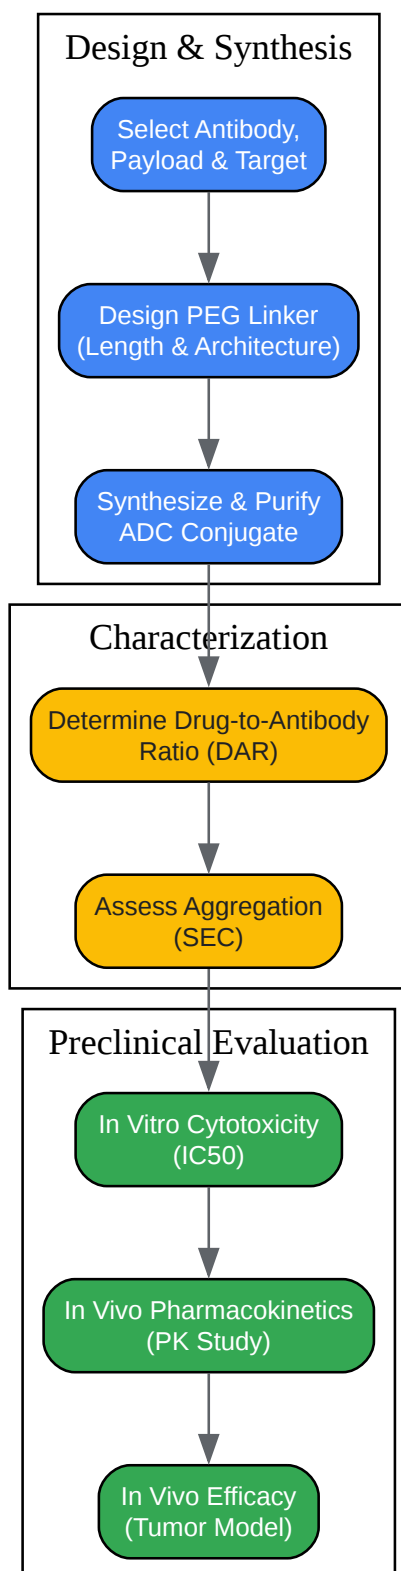 Design & Synthesis
Select Antibody,
Payload & Target
Design PEG Linker
(Length & Architecture)
Synthesize & Purify
ADC Conjugate
Characterization
Determine Drug-to-Antibody
Ratio (DAR)
Assess Aggregation
(SEC)
Preclinical Evaluation
In Vitro Cytotoxicity
(IC50)
In Vivo Pharmacokinetics
(PK Study)
In Vivo Efficacy
(Tumor Model)